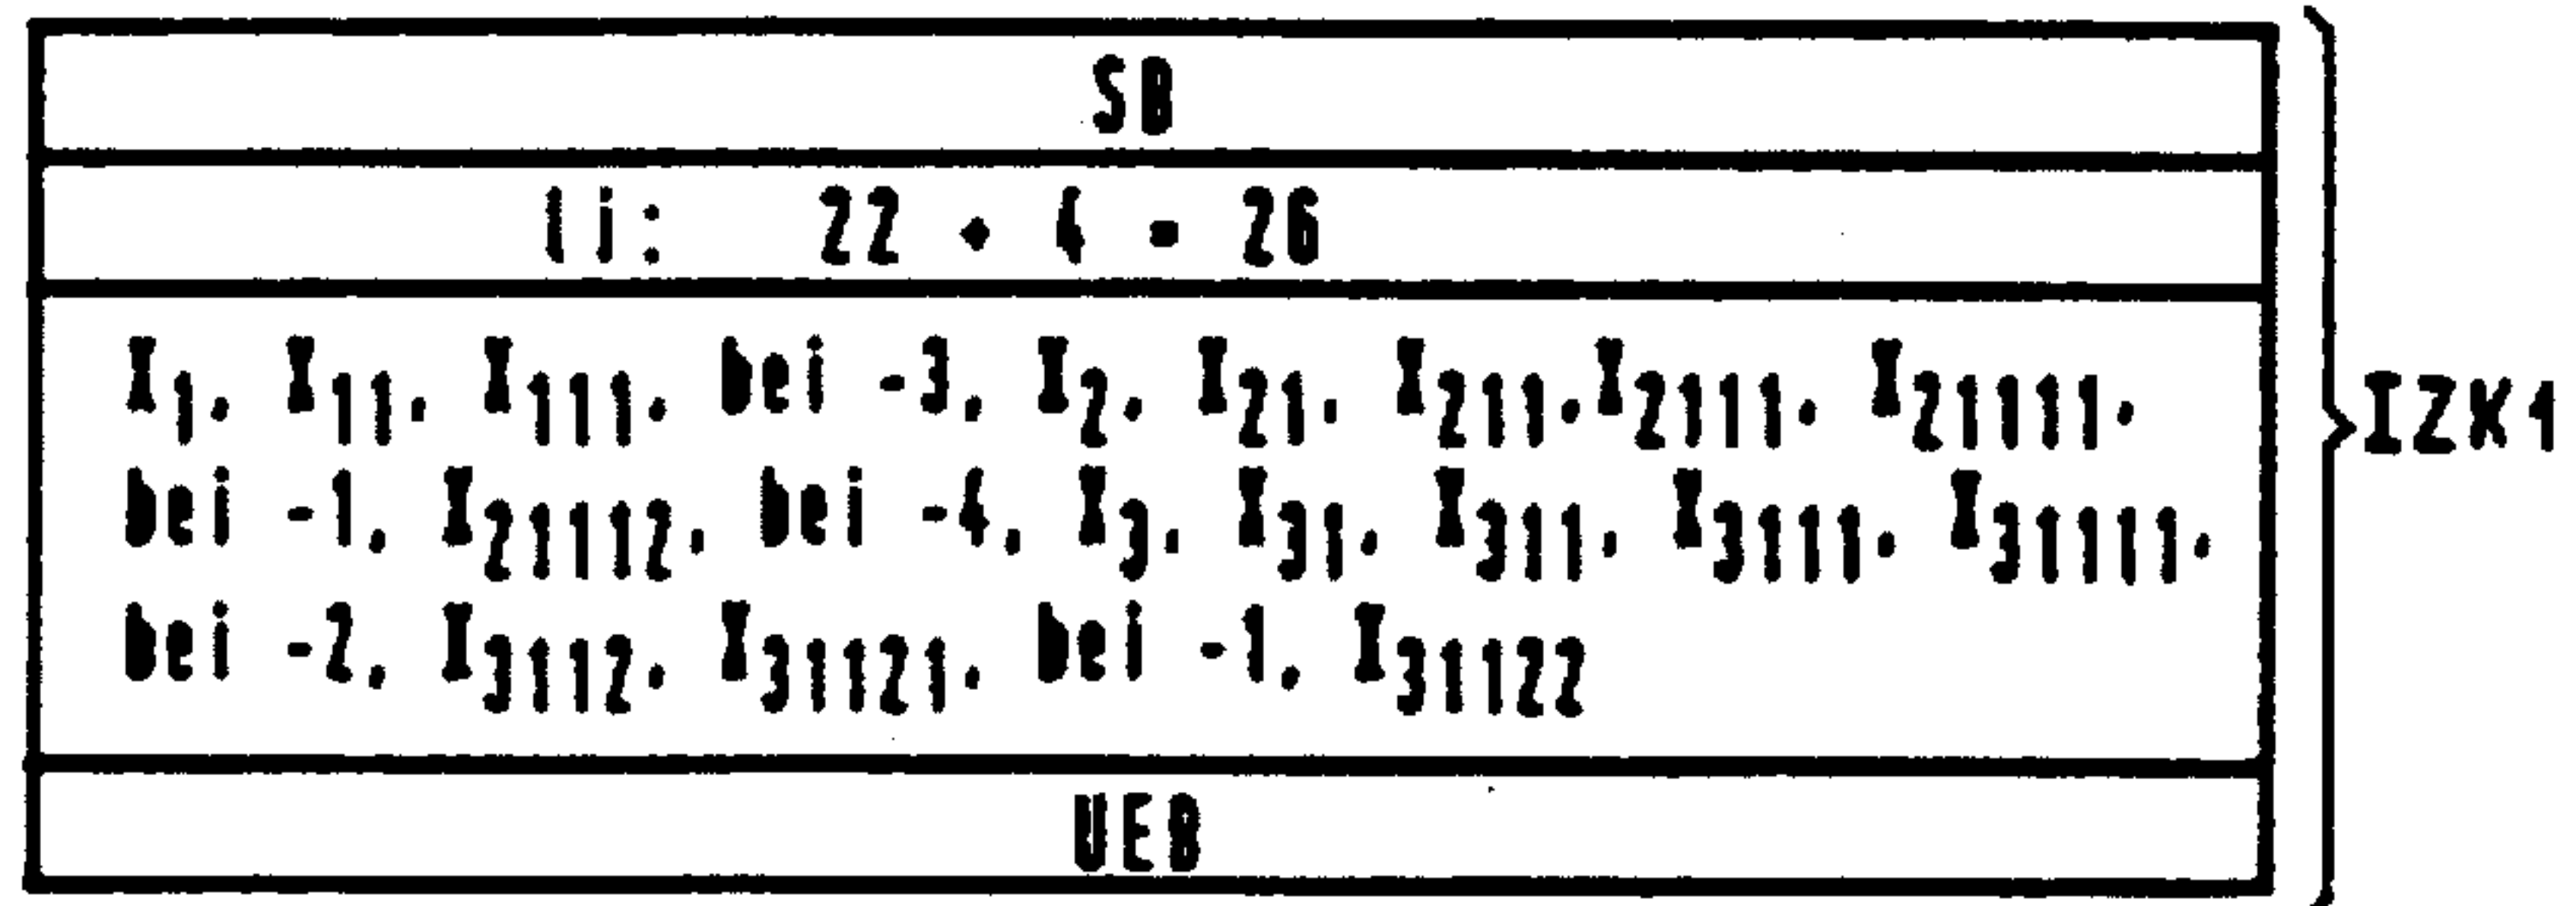 SB
li: 22 + 4 = 26
X₁, X₁₁, X₁₁₁, bei -3, X₂, X₂₁, X₂₁₁, X₂₁₁₁, X₂₁₁₁₁,
bei -1, X₂₁₁₁₂, bei -4, X₃, X₃₁, X₃₁₁, X₃₁₁₁, X₃₁₁₁₁,
bei -2, X₃₁₁₂, X₃₁₁₂₁, bei -1, X₃₁₁₂₂
UEB
IZK1